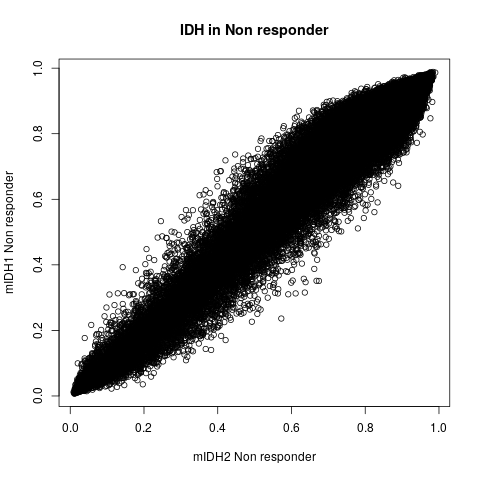 IDH in Non responder
1.0
0.8
0.6
0.4
0.2
0.0
mIDH1 Non responder
0.0 0.2 0.4 0.6 0.8 1.0
mIDH2 Non responder